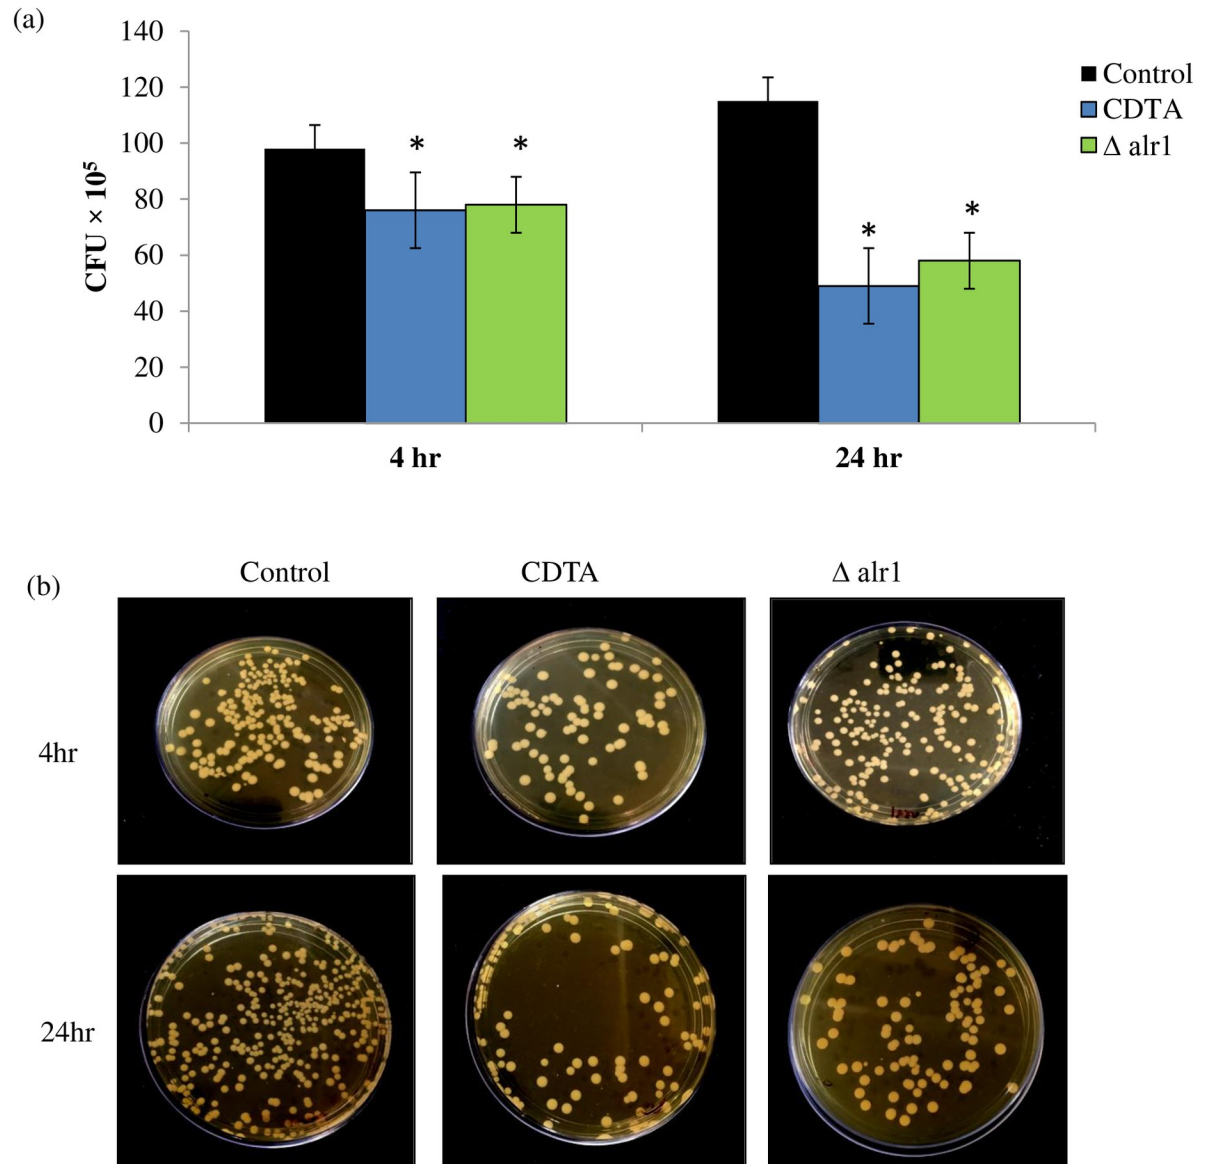 (a)
140
120
100
80
60
40
20
0
CFU × 10⁵
* *
* *
4 hr 24 hr
Control
CDTA
Δ alr1
(b)
Control CDTA Δ alr1
4hr
24hr